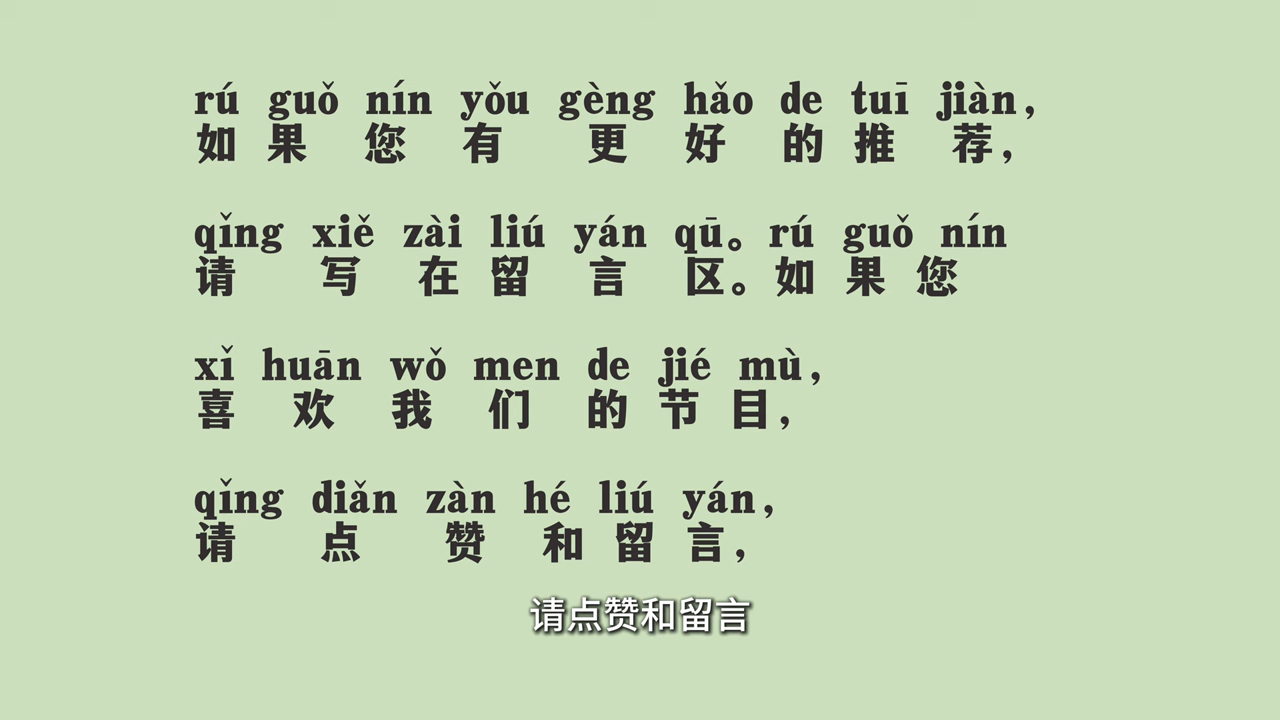 rú guǒ nín yǒu gèng hǎo de tuī jiàn,
如果您有更好的推荐,
qǐng xiě zài liú yán qū。rú guǒ nín
请写在留言区。如果您
xǐ huān wǒ men de jié mù,
喜欢我们的节目,
qǐng diǎn zàn hé liú yán,
请点赞和留言,
请点赞和留言